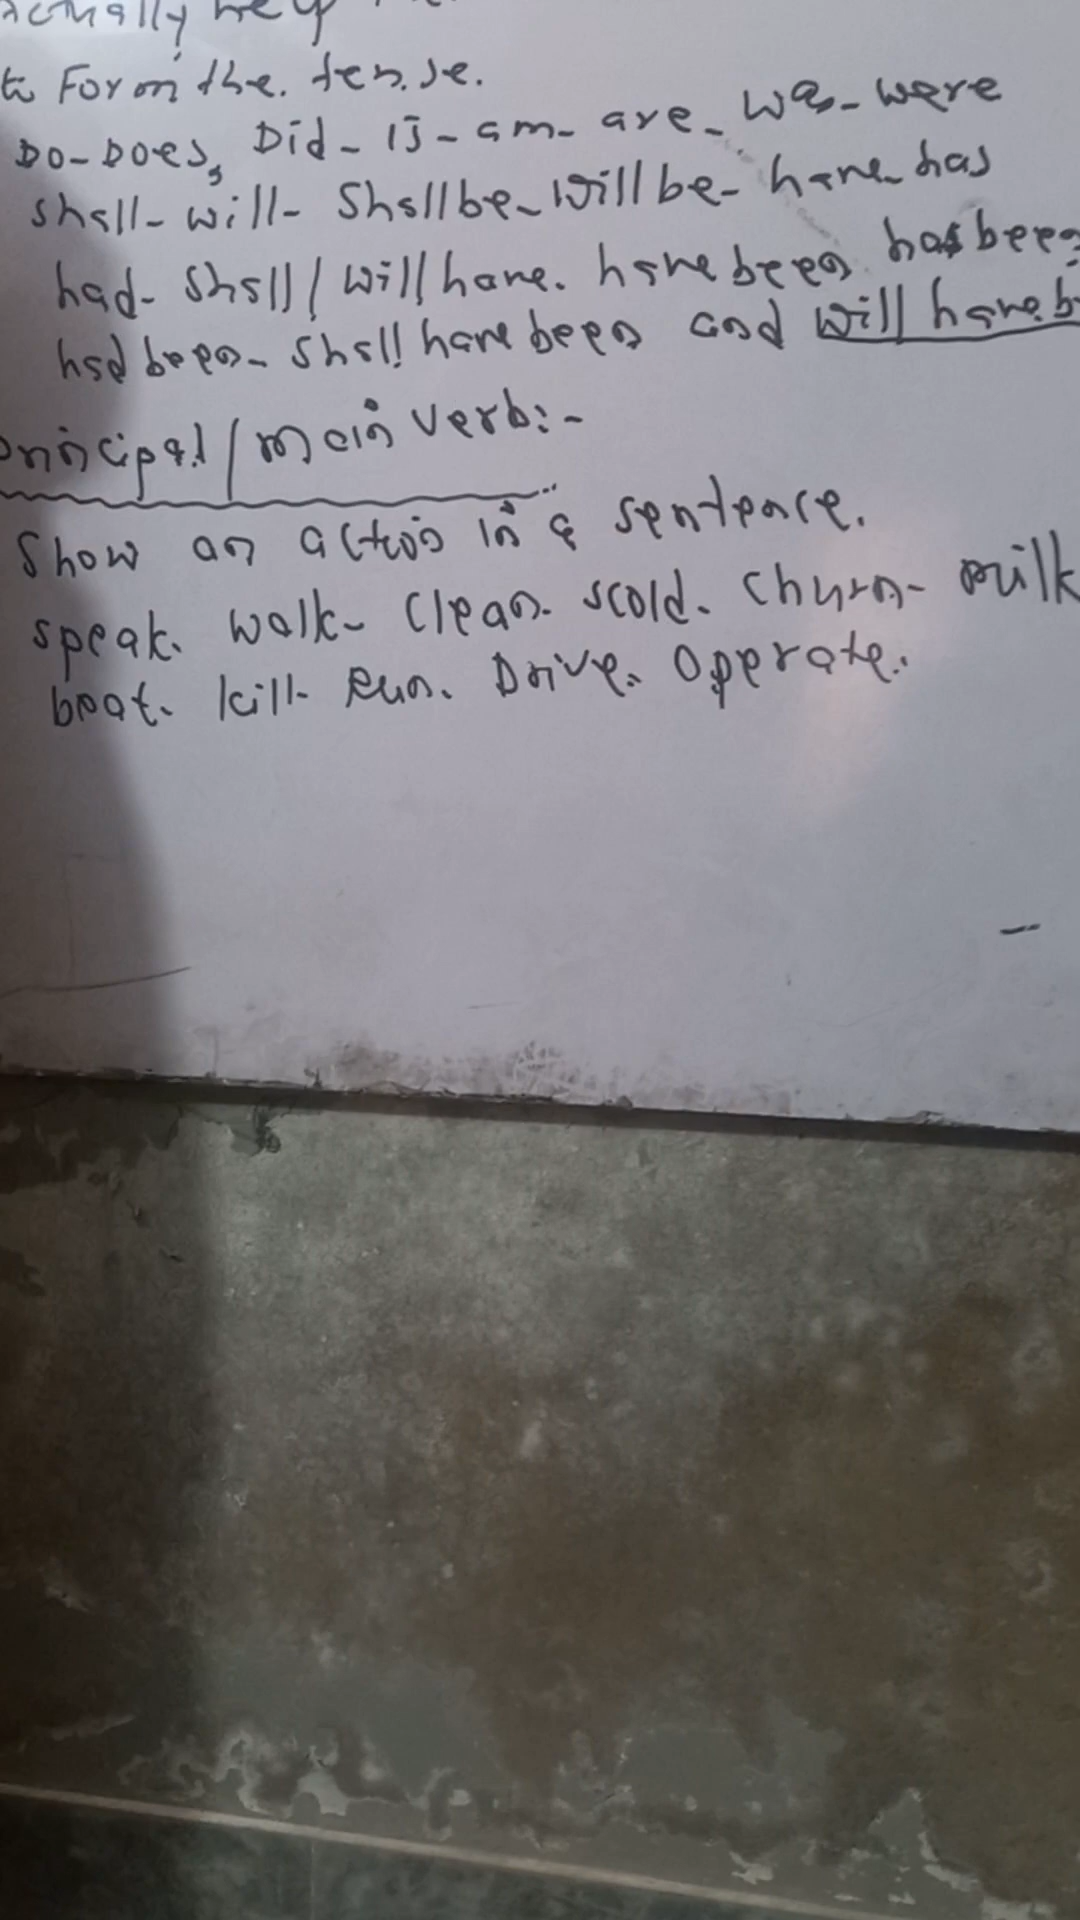 actually help
to Form the. tense.
Do-Does, Did- is- am- are- was- were
shall- will- Shall be- will be- have- has
had- shall / will have. have been. has been
had been- shall have been and will have b
principal / main verb:-
Show an action in a sentence.
speak. walk- clean- scold. churn- milk
beat. kill- Run. Drive. Operate.